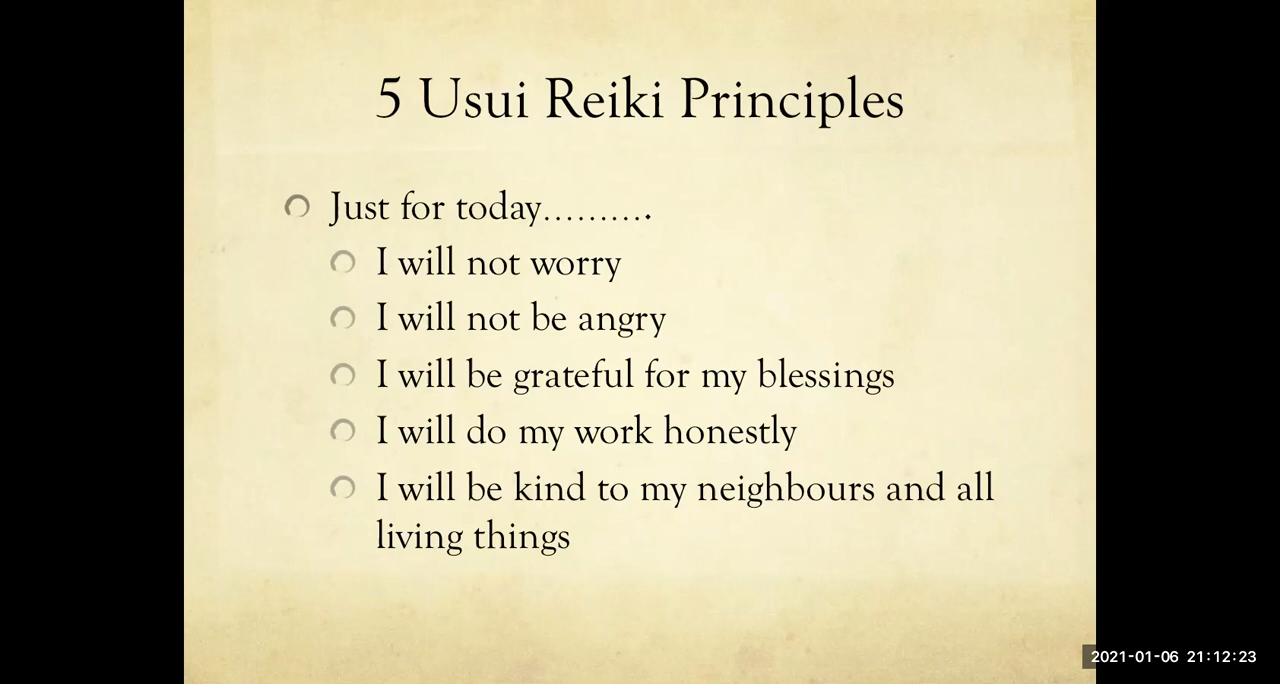 5 Usui Reiki Principles
Just for today……….
I will not worry
I will not be angry
I will be grateful for my blessings
I will do my work honestly
I will be kind to my neighbours and all
living things
2021-01-06 21:12:23